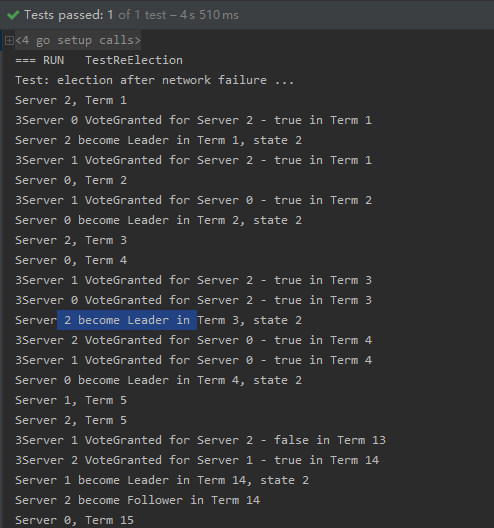 Tests passed: 1 of 1 test – 4 s 510 ms
<4 go setup calls>
=== RUN   TestReElection
Test: election after network failure ...
Server 2, Term 1
3Server 0 VoteGranted for Server 2 - true in Term 1
Server 2 become Leader in Term 1, state 2
3Server 1 VoteGranted for Server 2 - true in Term 1
Server 0, Term 2
3Server 1 VoteGranted for Server 0 - true in Term 2
Server 0 become Leader in Term 2, state 2
Server 2, Term 3
Server 0, Term 4
3Server 1 VoteGranted for Server 2 - true in Term 3
3Server 0 VoteGranted for Server 2 - true in Term 3
Server 2 become Leader in Term 3, state 2
3Server 2 VoteGranted for Server 0 - true in Term 4
3Server 1 VoteGranted for Server 0 - true in Term 4
Server 0 become Leader in Term 4, state 2
Server 1, Term 5
Server 2, Term 5
3Server 1 VoteGranted for Server 2 - false in Term 13
3Server 2 VoteGranted for Server 1 - true in Term 14
Server 1 become Leader in Term 14, state 2
Server 2 become Follower in Term 14
Server 0, Term 15